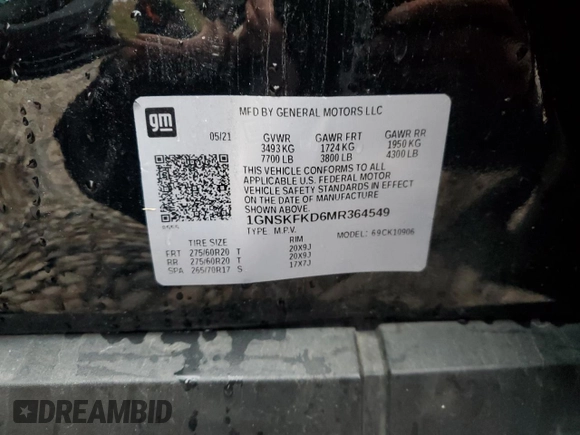 gm
MFD BY GENERAL MOTORS LLC
05/21 GVWR GAWR FRT GAWR RR
3493 KG 1724 KG 1950 KG
7700 LB 3800 LB 4300 LB
THIS VEHICLE CONFORMS TO ALL
APPLICABLE U.S. FEDERAL MOTOR
VEHICLE SAFETY STANDARDS IN EFFECT
ON THE DATE OF MANUFACTURE
SHOWN ABOVE
1GNSKFKD6MR364549
TYPE M.P.V. MODEL: 69CK10906
TIRE SIZE RIM
FRT 275/60R20 T 20X9J
RR 275/60R20 T 20X9J
SPA 265/70R17 S 17X7J
DREAMBID